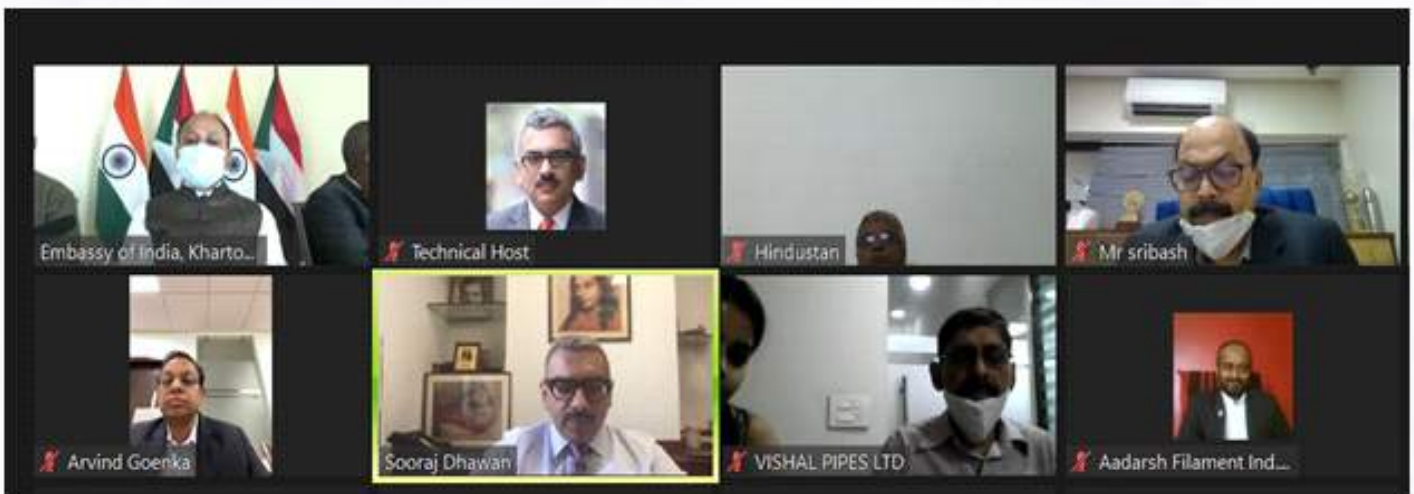 Embassy of India, Kharto...
Technical Host
Hindustan
Mr sribash
Arvind Goenka
Sooraj Dhawan
VISHAL PIPES LTD
Aadarsh Filament Ind...